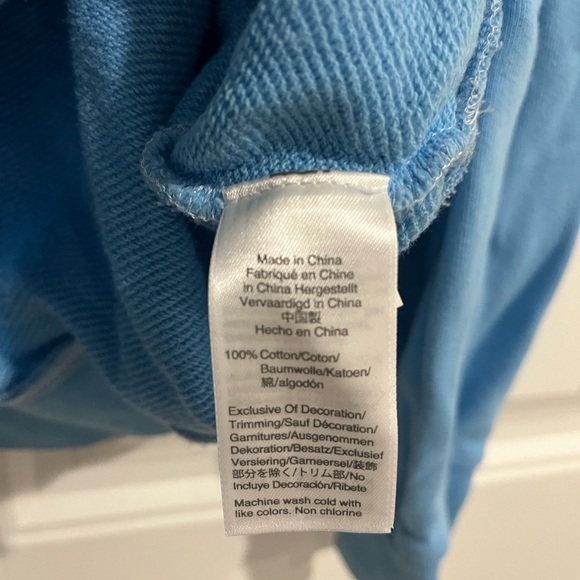 Made in China
Fabriqué en Chine
in China Hergestellt
Vervaardigd in China
中国製
Hecho en China
100% Cotton/Coton/
Baumwolle/Katoen/
綿/algodón
Exclusive Of Decoration/
Trimming/Sauf Décoration/
Garnitures/Ausgenommen
Dekoration/Besatz/Exclusief
Versiering/Garneersel/装飾
部分を除く/トリム部/No
Incluye Decoración/Ribete
Machine wash cold with
like colors. Non chlorine